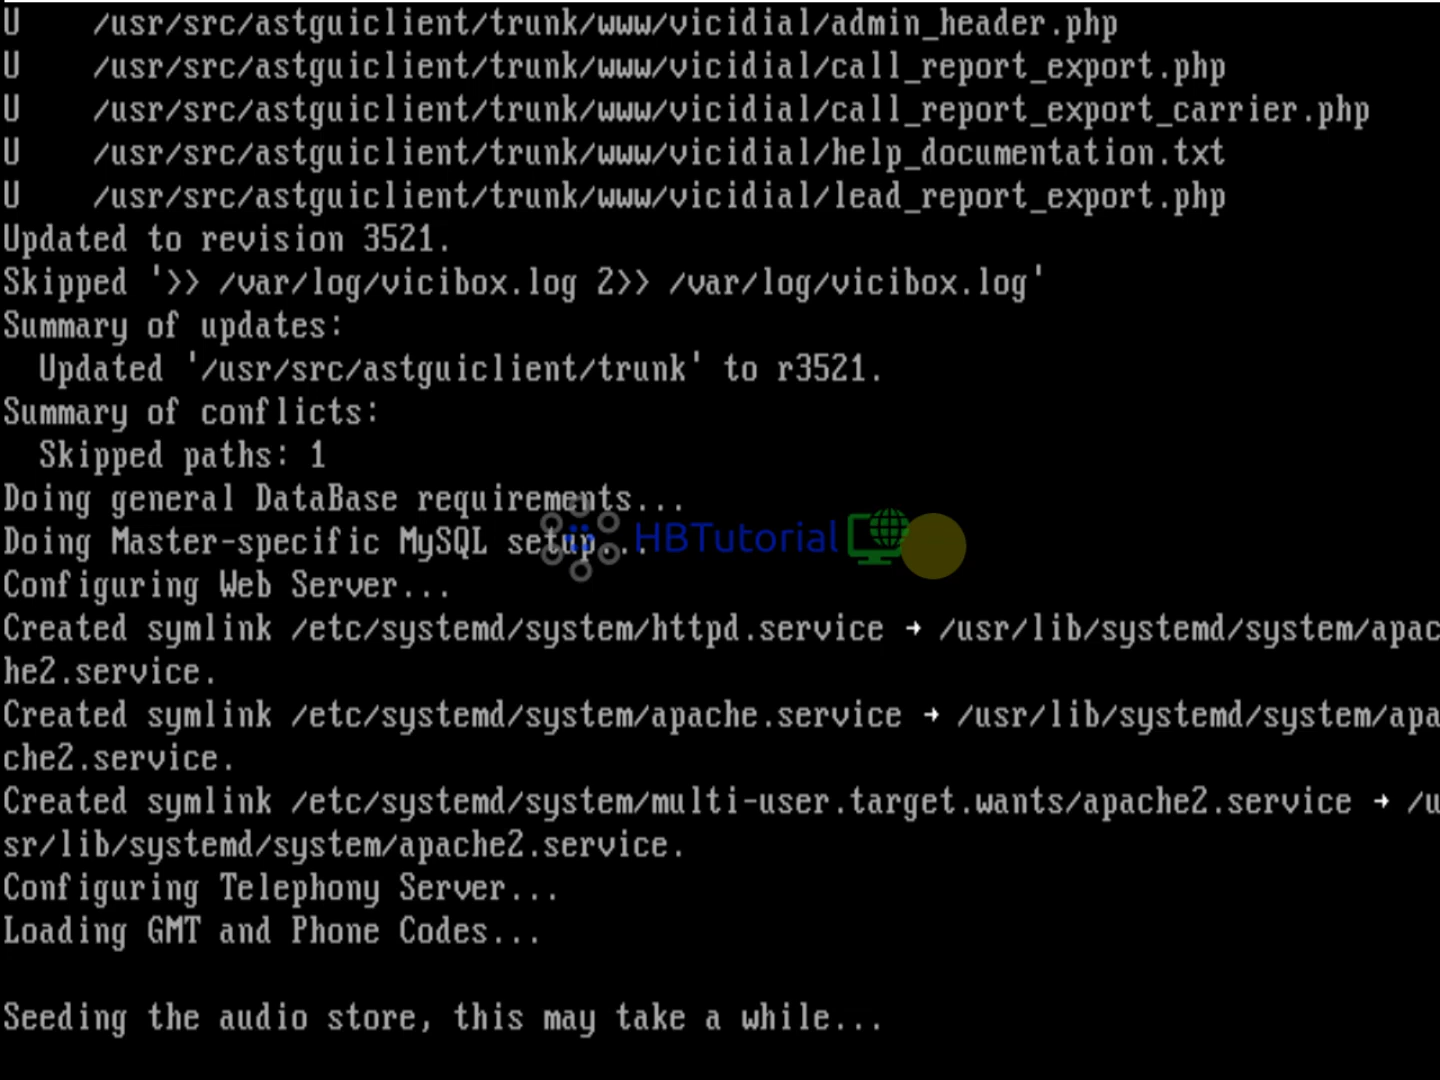 U    /usr/src/astguiclient/trunk/www/vicidial/admin_header.php
U    /usr/src/astguiclient/trunk/www/vicidial/call_report_export.php
U    /usr/src/astguiclient/trunk/www/vicidial/call_report_export_carrier.php
U    /usr/src/astguiclient/trunk/www/vicidial/help_documentation.txt
U    /usr/src/astguiclient/trunk/www/vicidial/lead_report_export.php
Updated to revision 3521.
Skipped '>> /var/log/vicibox.log 2>> /var/log/vicibox.log'
Summary of updates:
  Updated '/usr/src/astguiclient/trunk' to r3521.
Summary of conflicts:
  Skipped paths: 1
Doing general DataBase requirements...
Doing Master-specific MySQL setup...
HBTutorial
Configuring Web Server...
Created symlink /etc/systemd/system/httpd.service → /usr/lib/systemd/system/apac
he2.service.
Created symlink /etc/systemd/system/apache.service → /usr/lib/systemd/system/apa
che2.service.
Created symlink /etc/systemd/system/multi-user.target.wants/apache2.service → /u
sr/lib/systemd/system/apache2.service.
Configuring Telephony Server...
Loading GMT and Phone Codes...
Seeding the audio store, this may take a while...